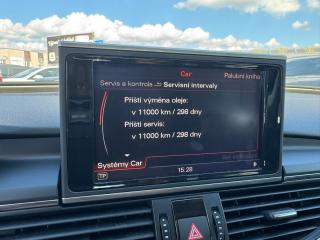 Car
Servis a kontrola Servisní intervaly Palubní kniha
Příští výměna oleje:
v 11000 km / 298 dny
Příští servis:
v 11000 km / 298 dny
Systémy Car
TP 15:28